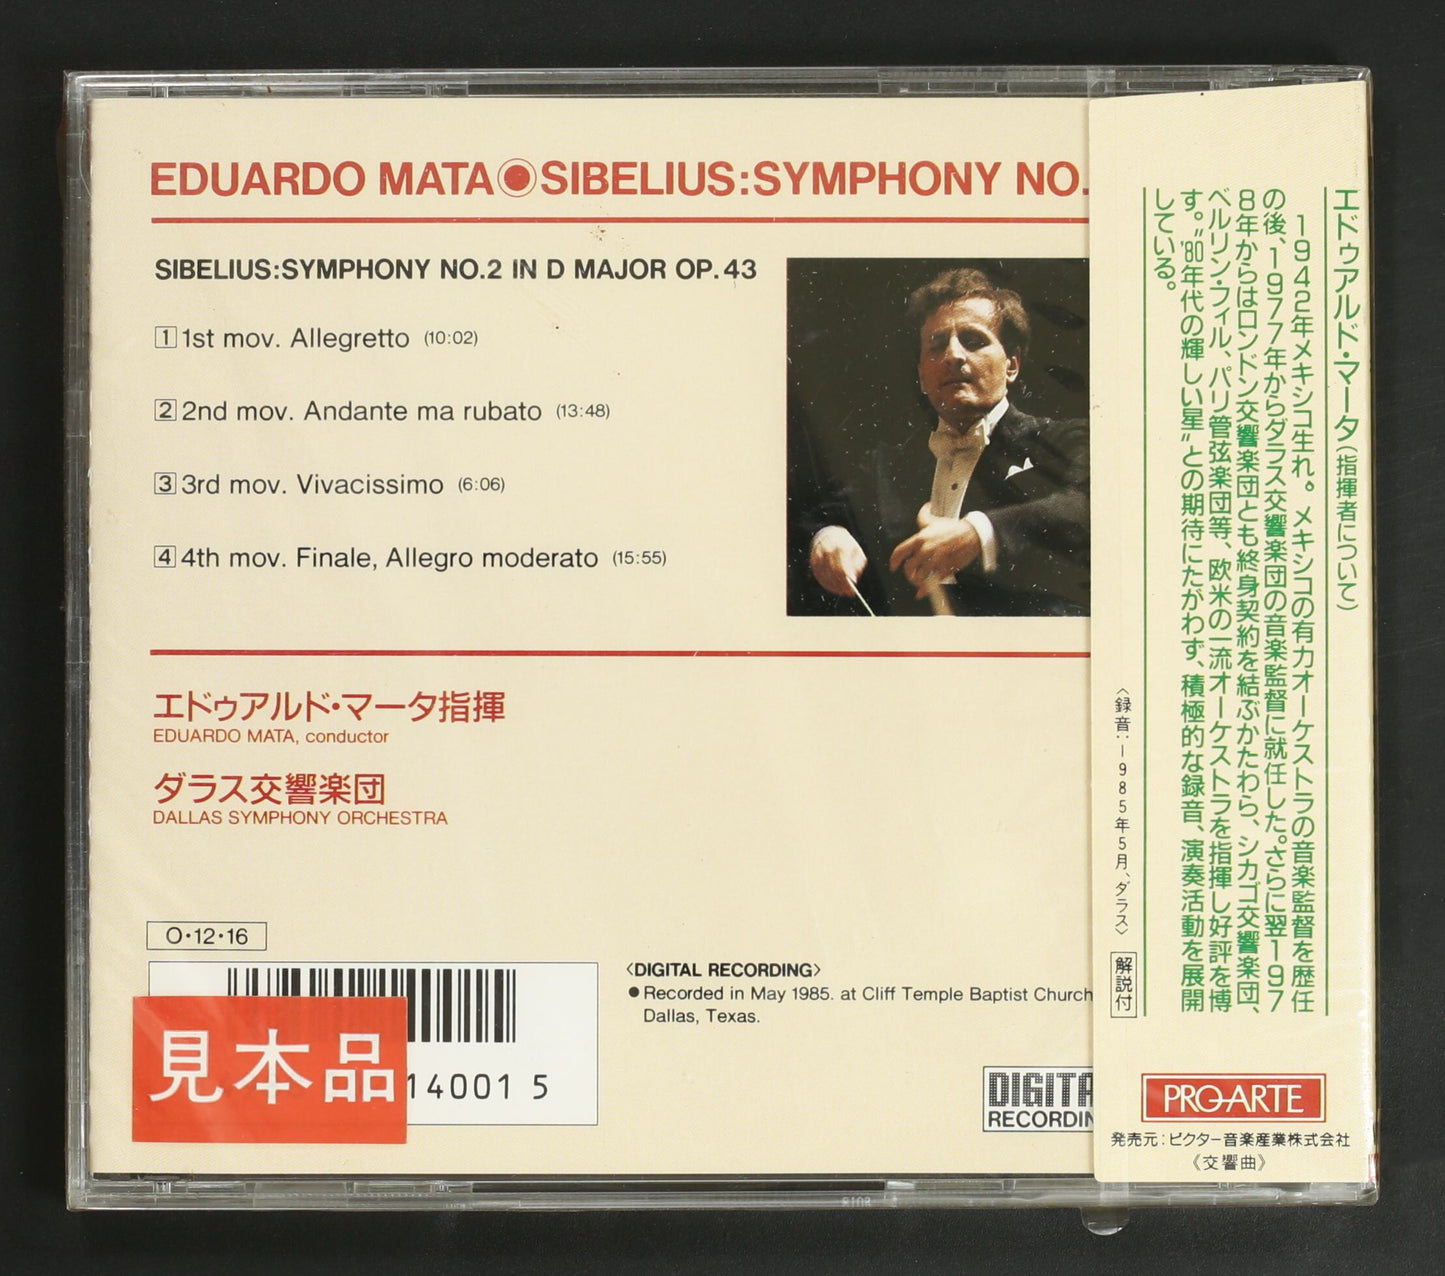 EDUARDO MATA◉SIBELIUS:SYMPHONY NO.
SIBELIUS:SYMPHONY NO.2 IN D MAJOR OP.43
1 1st mov. Allegretto (10:02)
2 2nd mov. Andante ma rubato (13:48)
3 3rd mov. Vivacissimo (6:06)
4 4th mov. Finale, Allegro moderato (15:55)
エドゥアルド・マータ指揮
EDUARDO MATA, conductor
ダラス交響楽団
DALLAS SYMPHONY ORCHESTRA
O・12・16
見本品
14001 5
〈DIGITAL RECORDING〉
●Recorded in May 1985. at Cliff Temple Baptist Church
Dallas, Texas.
DIGITA
RECORDIN
エドゥアルド・マータ(指揮者について)
1942年メキシコ生れ。メキシコの有力オーケストラの音楽監督を歴任
の後、1977年からダラス交響楽団の音楽監督に就任した。さらに翌197
8年からはロンドン交響楽団とも終身契約を結ぶかたわら、シカゴ交響楽団、
ベルリン・フィル、パリ管弦楽団等、欧米の一流オーケストラを指揮し好評を博
す。"80年代の輝しい星"との期待にたがわず、積極的な録音、演奏活動を展開
している。
〈録音:1985年5月、ダラス〉
解説付
PRO-ARTE
発売元:ビクター音楽産業株式会社
《交響曲》